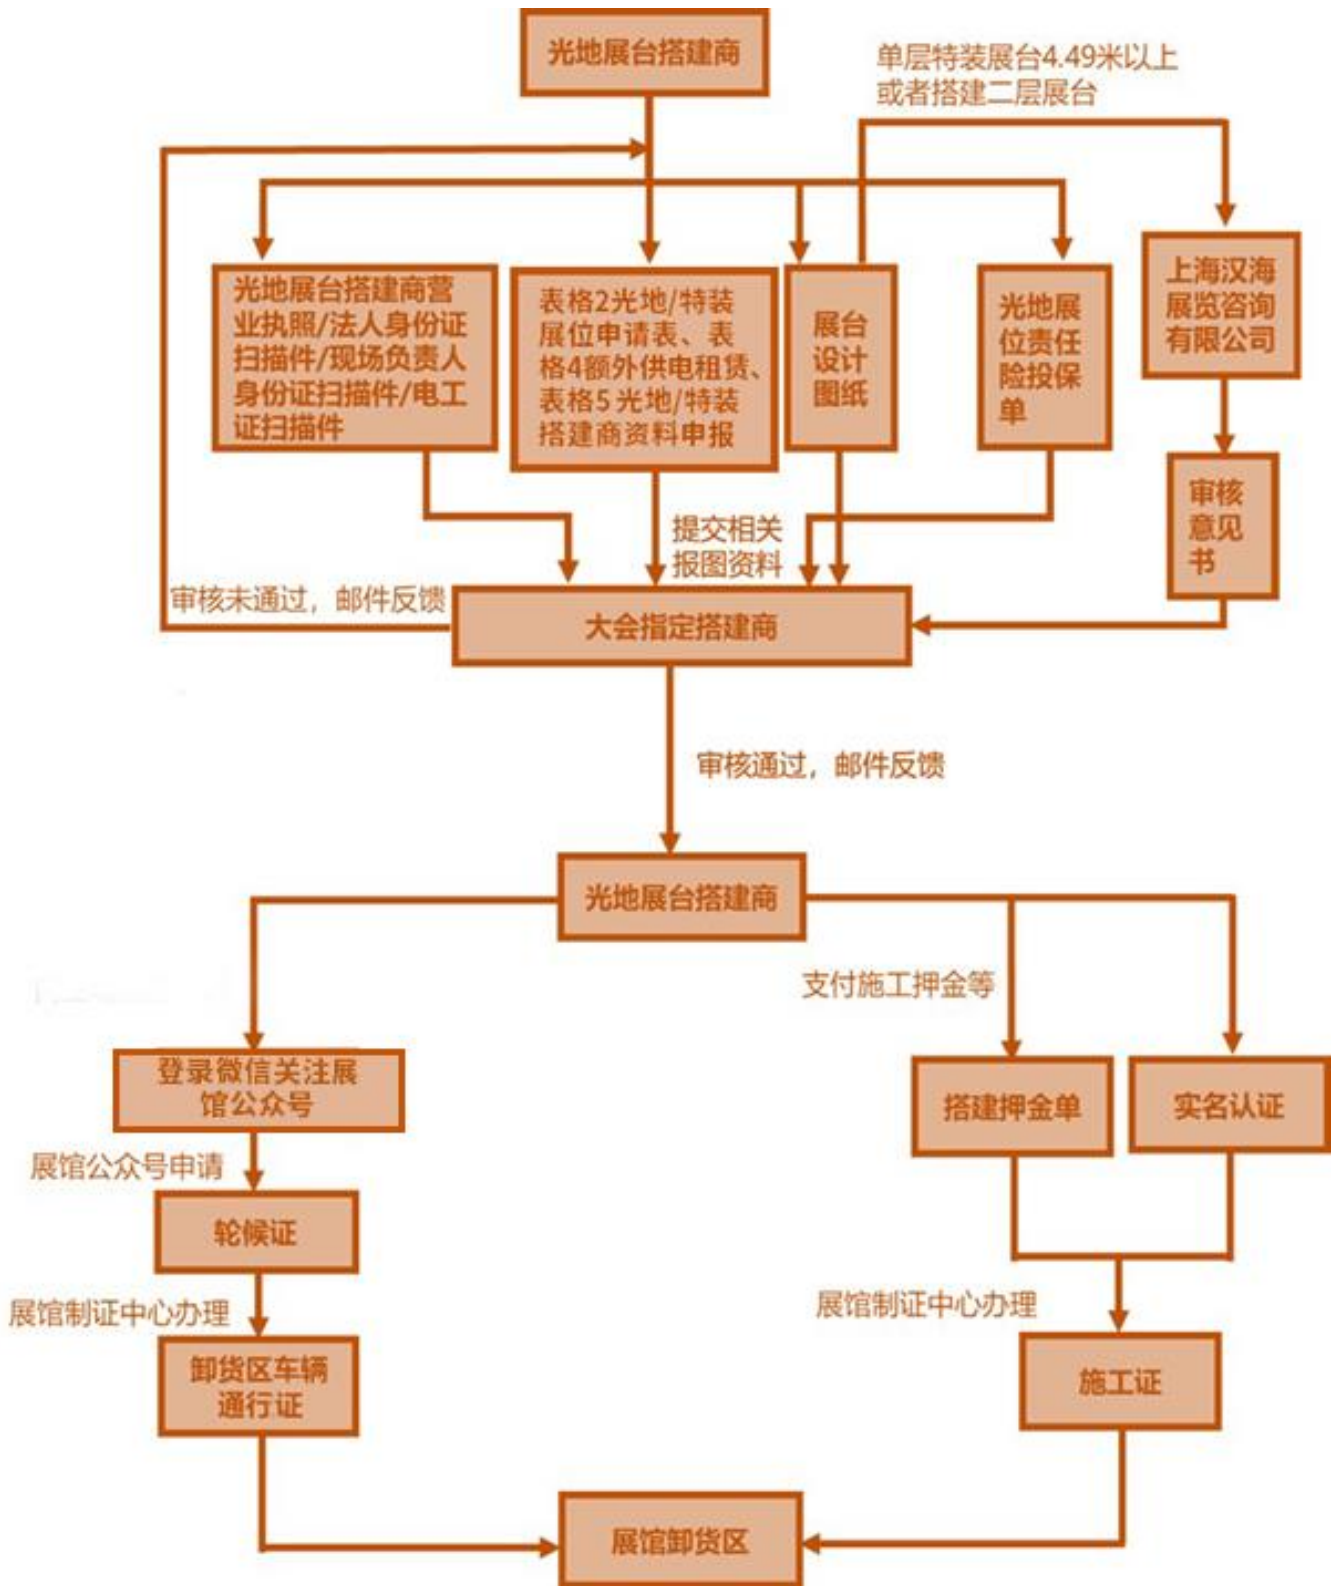 光地展台搭建商
单层特装展台4.49米以上
或者搭建二层展台
光地展台搭建商营
业执照/法人身份证
扫描件/现场负责人
身份证扫描件/电工
证扫描件
表格2光地/特装
展位申请表、表
格4额外供电租赁、
表格5光地/特装
搭建商资料申报
展台
设计
图纸
光地展
位责任
险投保
单
上海汉海
展览咨询
有限公司
审核
意见
书
提交相关
报图资料
审核未通过，邮件反馈
大会指定搭建商
审核通过，邮件反馈
光地展台搭建商
支付施工押金等
登录微信关注展
馆公众号
搭建押金单
实名认证
展馆公众号申请
轮候证
展馆制证中心办理
展馆制证中心办理
卸货区车辆
通行证
施工证
展馆卸货区